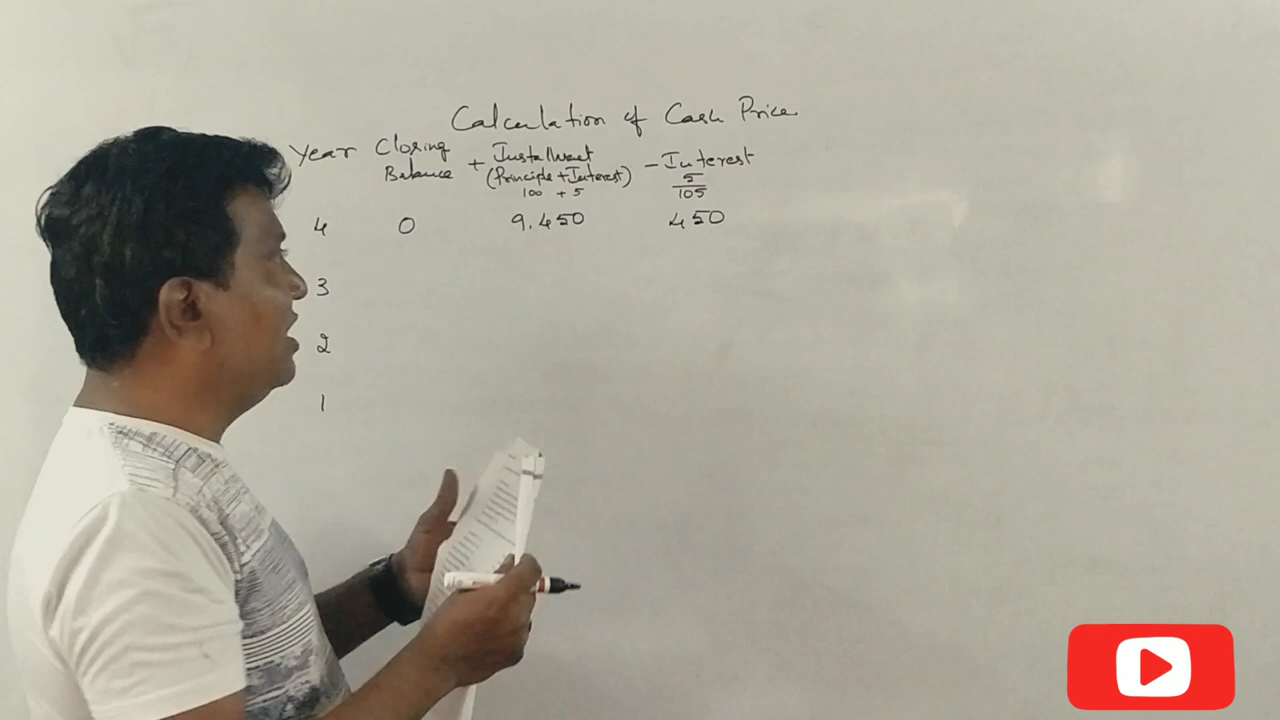 Calculation of Cash Price
Year Closing Balance + Installment (Principle + Interest) 100 + 5 - Interest 5/105
4 0 9.450 450
3
2
1